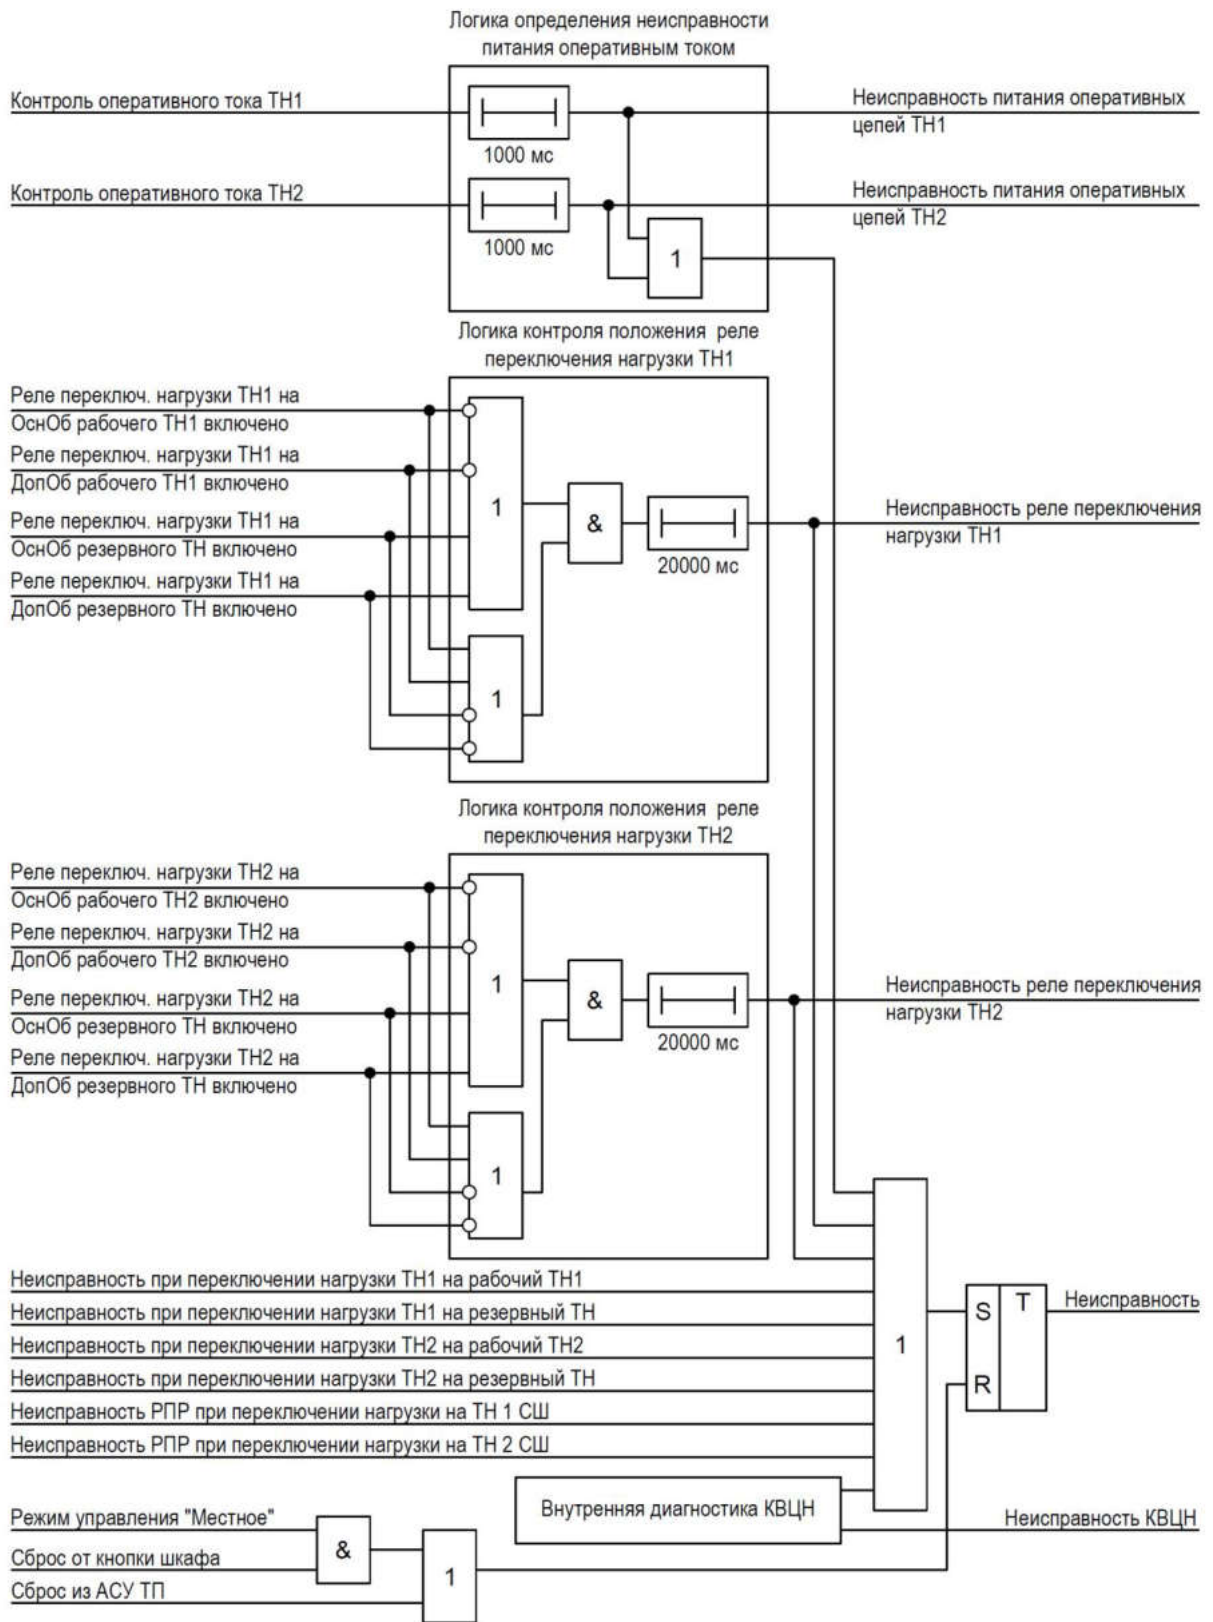 Логика определения неисправности
питания оперативным током
Контроль оперативного тока ТН1
1000 мс
Неисправность питания оперативных
цепей ТН1
Контроль оперативного тока ТН2
1000 мс
1
Неисправность питания оперативных
цепей ТН2
Логика контроля положения реле
переключения нагрузки ТН1
Реле переключ. нагрузки ТН1 на
ОснОб рабочего ТН1 включено
Реле переключ. нагрузки ТН1 на
ДопОб рабочего ТН1 включено
Реле переключ. нагрузки ТН1 на
ОснОб резервного ТН включено
Реле переключ. нагрузки ТН1 на
ДопОб резервного ТН включено
1
&
20000 мс
1
Неисправность реле переключения
нагрузки ТН1
Логика контроля положения реле
переключения нагрузки ТН2
Реле переключ. нагрузки ТН2 на
ОснОб рабочего ТН2 включено
Реле переключ. нагрузки ТН2 на
ДопОб рабочего ТН2 включено
Реле переключ. нагрузки ТН2 на
ОснОб резервного ТН включено
Реле переключ. нагрузки ТН2 на
ДопОб резервного ТН включено
1
&
20000 мс
1
Неисправность реле переключения
нагрузки ТН2
Неисправность при переключении нагрузки ТН1 на рабочий ТН1
Неисправность при переключении нагрузки ТН1 на резервный ТН
Неисправность при переключении нагрузки ТН2 на рабочий ТН2
Неисправность при переключении нагрузки ТН2 на резервный ТН
Неисправность РПР при переключении нагрузки на ТН 1 СШ
Неисправность РПР при переключении нагрузки на ТН 2 СШ
1
S
T
R
Неисправность
Внутренняя диагностика КВЦН
Неисправность КВЦН
Режим управления "Местное"
Сброс от кнопки шкафа
Сброс из АСУ ТП
&
1